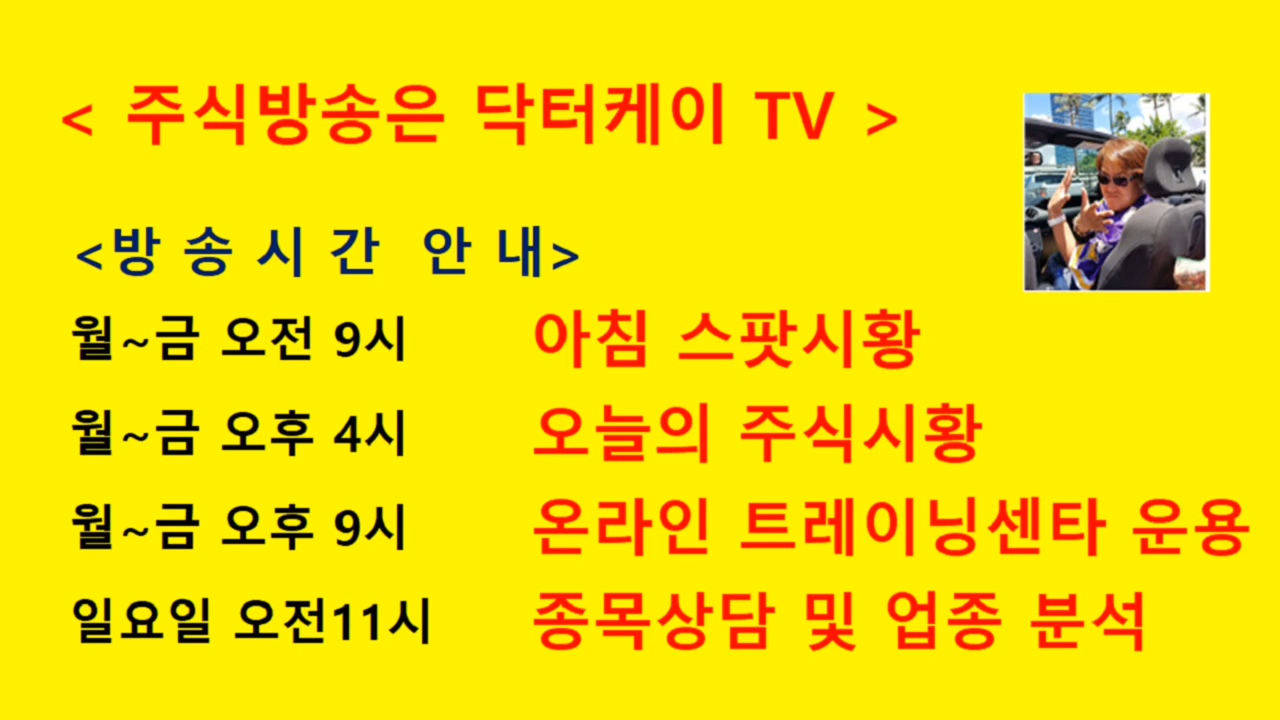 < 주식방송은 닥터케이 TV >
<방 송 시 간 안 내>
월~금 오전 9시 아침 스팟시황
월~금 오후 4시 오늘의 주식시황
월~금 오후 9시 온라인 트레이닝센타 운용
일요일 오전11시 종목상담 및 업종 분석